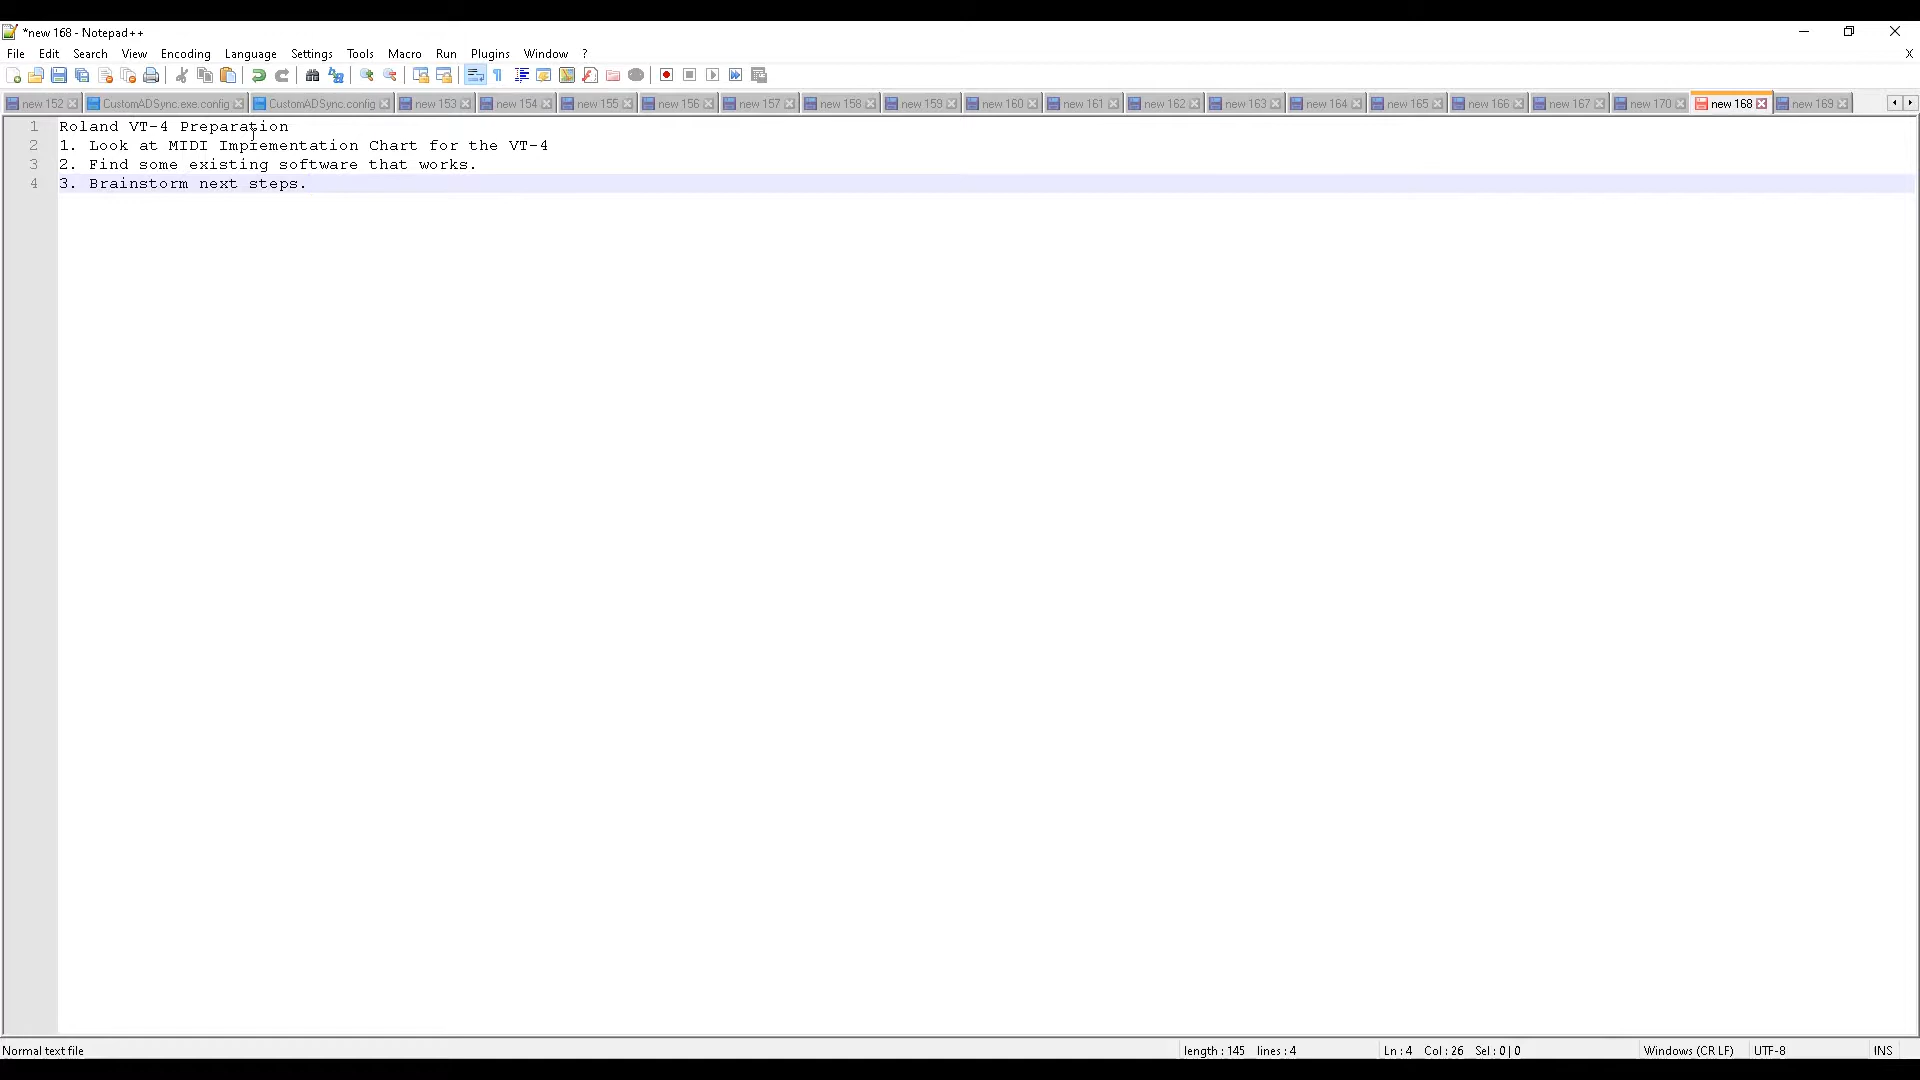 *new 168 - Notepad++
File Edit Search View Encoding Language Settings Tools Macro Run Plugins Window ? X
new 152 CustomADSync.exe.config CustomADSync.config new 153 new 154 new 155 new 156 new 157 new 158 new 159 new 160 new 161 new 162 new 163 new 164 new 165 new 166 new 167 new 170 new 168 new 169
1 Roland VT-4 Preparation
2 1. Look at MIDI Implementation Chart for the VT-4
3 2. Find some existing software that works.
4 3. Brainstorm next steps.
Normal text file length : 145 lines : 4 Ln : 4 Col : 26 Sel : 0 | 0 Windows (CR LF) UTF-8 INS